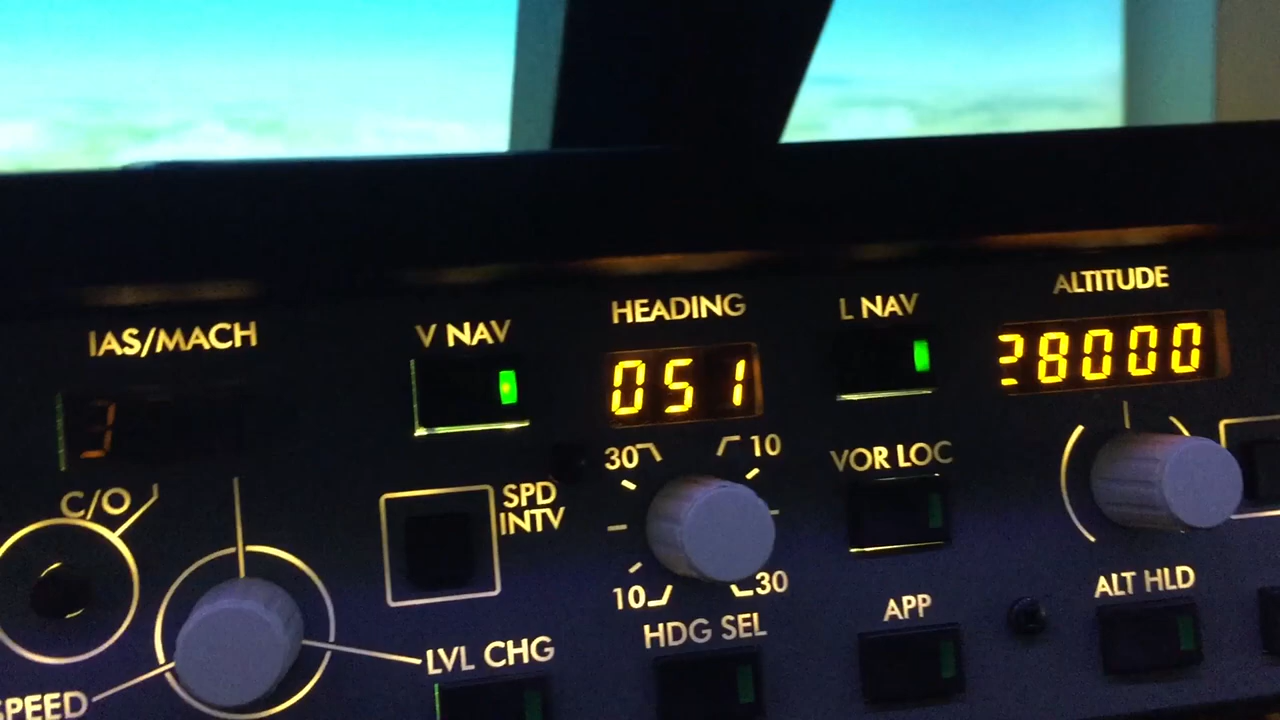 IAS/MACH
V NAV
HEADING
L NAV
ALTITUDE
3
051
28000
C/O
SPD
INTV
30
10
10
30
VOR LOC
SPEED
LVL CHG
HDG SEL
APP
ALT HLD